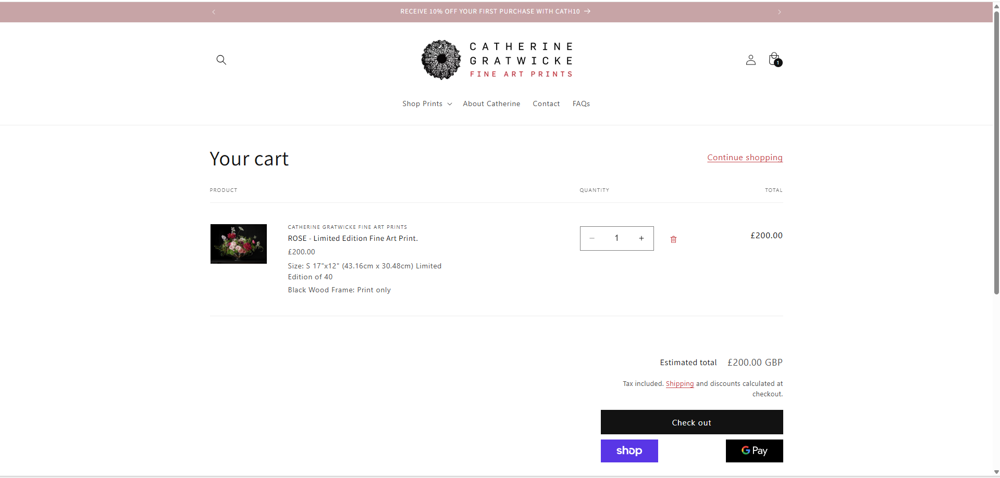 RECEIVE 10% OFF YOUR FIRST PURCHASE WITH CATH10
CATHERINE
GRATWICKE
FINE ART PRINTS
1
Shop Prints
About Catherine
Contact
FAQs
Your cart
Continue shopping
PRODUCT
QUANTITY
TOTAL
CATHERINE GRATWICKE FINE ART PRINTS
ROSE - Limited Edition Fine Art Print.
£200.00
Size: S 17"x12" (43.16cm x 30.48cm) Limited
Edition of 40
Black Wood Frame: Print only
1
£200.00
Estimated total £200.00 GBP
Tax included. Shipping and discounts calculated at
checkout.
Check out
shop
G Pay